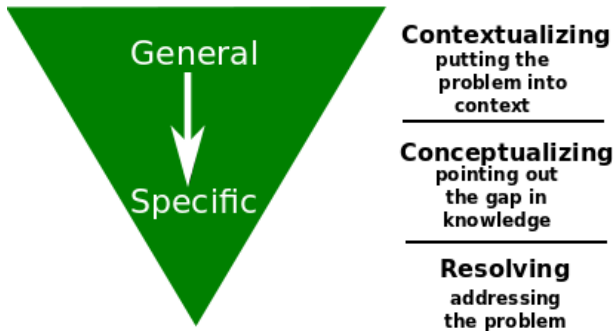 General
Specific
Contextualizing
putting the
problem into
context
Conceptualizing
pointing out
the gap in
knowledge
Resolving
addressing
the problem